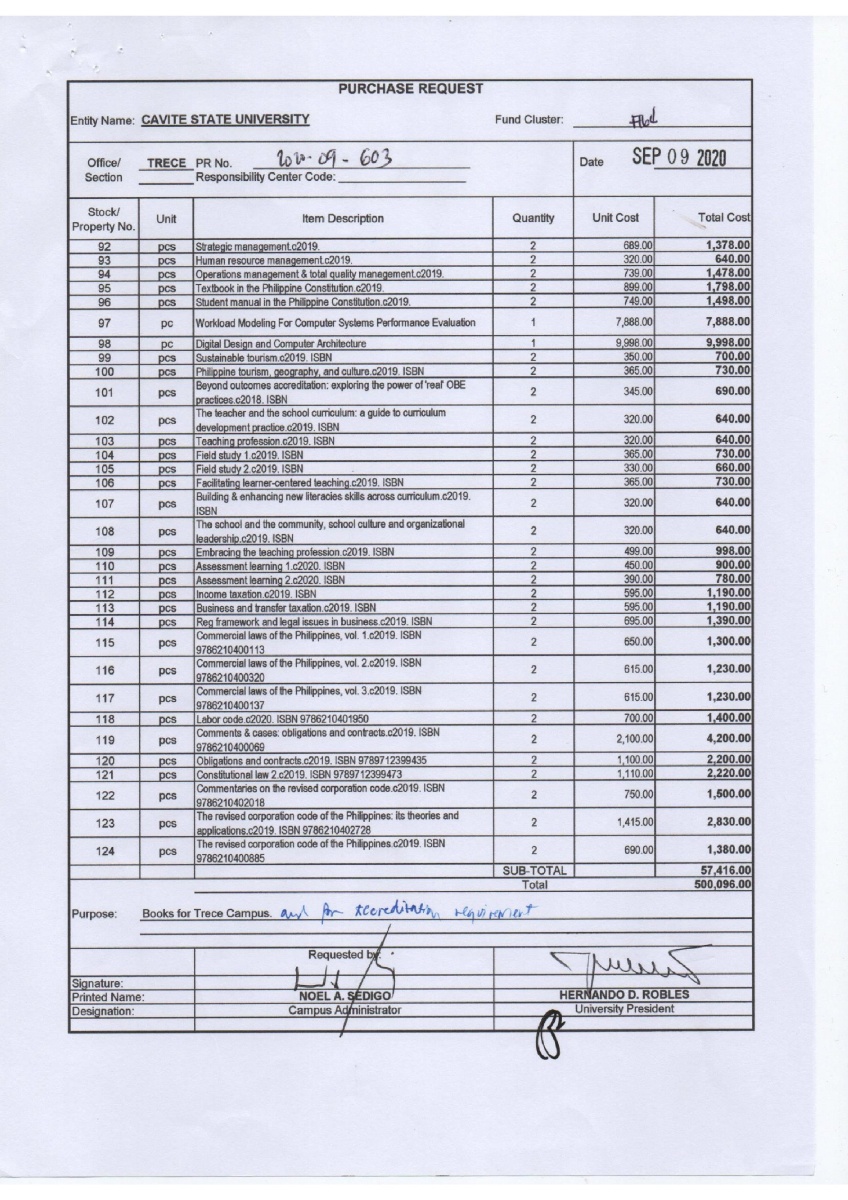 PURCHASE REQUEST
Entity Name: CAVITE STATE UNIVERSITY Fund Cluster:
Office/ Section TRECE PR No. 2020-09-603 Date SEP 09 2020
Responsibility Center Code:
Stock/ Property No. Unit Item Description Quantity Unit Cost Total Cost
92 pcs Strategic management.c2019. 2 689.00 1,378.00
93 pcs Human resource management.c2019. 2 320.00 640.00
94 pcs Operations management & total quality management.c2019. 2 739.00 1,478.00
95 pcs Textbook in the Philippine Constitution.c2019. 2 899.00 1,798.00
96 pcs Student manual in the Philippine Constitution.c2019. 2 749.00 1,498.00
97 pc Workload Modeling For Computer Systems Performance Evaluation 1 7,888.00 7,888.00
98 pc Digital Design and Computer Architecture 1 9,998.00 9,998.00
99 pcs Sustainable tourism.c2019. ISBN 2 350.00 700.00
100 pcs Philippine tourism, geography, and culture.c2019. ISBN 2 365.00 730.00
101 pcs Beyond outcomes accreditation: exploring the power of 'real' OBE
practices.c2018. ISBN 2 345.00 690.00
102 pcs The teacher and the school curriculum: a guide to curriculum
development practice.c2019. ISBN 2 320.00 640.00
103 pcs Teaching profession.c2019. ISBN 2 320.00 640.00
104 pcs Field study 1.c2019. ISBN 2 365.00 730.00
105 pcs Field study 2.c2019. ISBN 2 330.00 660.00
106 pcs Facilitating learner-centered teaching.c2019. ISBN 2 365.00 730.00
107 pcs Building & enhancing new literacies skills across curriculum.c2019.
ISBN 2 320.00 640.00
108 pcs The school and the community, school culture and organizational
leadership.c2019. ISBN 2 320.00 640.00
109 pcs Embracing the teaching profession.c2019. ISBN 2 499.00 998.00
110 pcs Assessment learning 1.c2020. ISBN 2 450.00 900.00
111 pcs Assessment learning 2.c2020. ISBN 2 390.00 780.00
112 pcs Income taxation.c2019. ISBN 2 595.00 1,190.00
113 pcs Business and transfer taxation.c2019. ISBN 2 595.00 1,190.00
114 pcs Reg framework and legal issues in business.c2019. ISBN 2 695.00 1,390.00
115 pcs Commercial laws of the Philippines, vol. 1.c2019. ISBN
9786210400113 2 650.00 1,300.00
116 pcs Commercial laws of the Philippines, vol. 2.c2019. ISBN
9786210400320 2 615.00 1,230.00
117 pcs Commercial laws of the Philippines, vol. 3.c2019. ISBN
9786210400137 2 615.00 1,230.00
118 pcs Labor code.c2020. ISBN 9786210401950 2 700.00 1,400.00
119 pcs Comments & cases: obligations and contracts.c2019. ISBN
9786210400069 2 2,100.00 4,200.00
120 pcs Obligations and contracts.c2019. ISBN 9789712399435 2 1,100.00 2,200.00
121 pcs Constitutional law 2.c2019. ISBN 9789712399473 2 1,110.00 2,220.00
122 pcs Commentaries on the revised corporation code.c2019. ISBN
9786210402018 2 750.00 1,500.00
123 pcs The revised corporation code of the Philippines: its theories and
applications.c2019. ISBN 9786210402728 2 1,415.00 2,830.00
124 pcs The revised corporation code of the Philippines.c2019. ISBN
9786210400885 2 690.00 1,380.00
SUB-TOTAL 57,416.00
Total 500,096.00
Purpose: Books for Trece Campus. and for accreditation requirement
Requested by:
Signature:
Printed Name: NOEL A. SEDIGO HERNANDO D. ROBLES
Designation: Campus Administrator University President